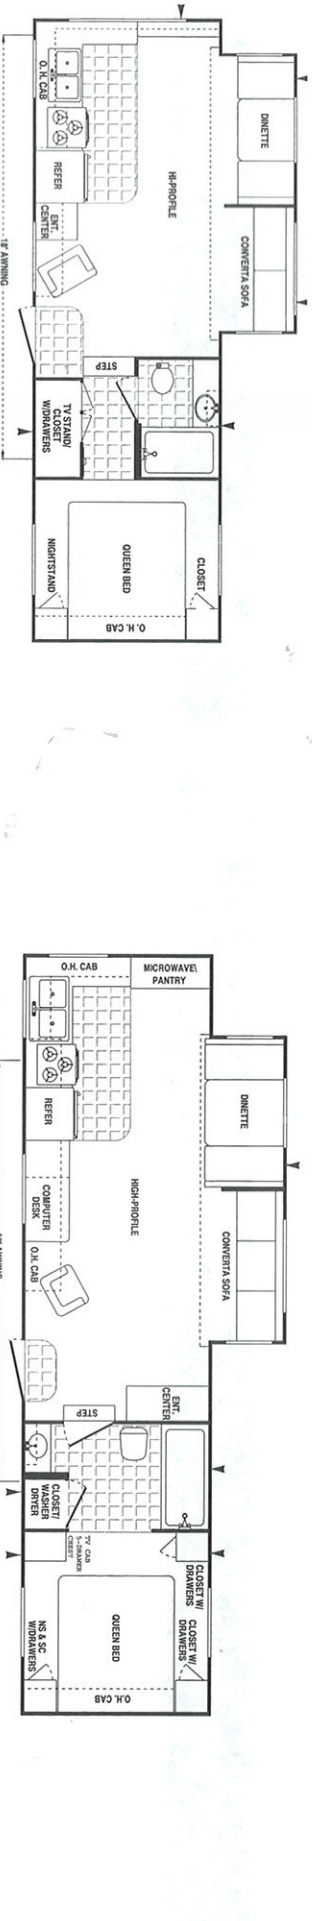 O.H. CAB
DINETTE
REFER
HI-PROFILE
ENT.
CENTER
CONVERTA SOFA
18' AWNING
STEP
TV STAND/
CLOSET
W/DRAWERS
NIGHTSTAND
QUEEN BED
CLOSET
O.H. CAB
O.H. CAB
MICROWAVE\
PANTRY
DINETTE
REFER
HIGH-PROFILE
COMPUTER
DESK
CONVERTA SOFA
O.H. CAB
ENT.
CENTER
STEP
CLOSET/
WASHER
DRYER
TV CAB
5-DRAWER
CHEST
CLOSET W/
DRAWERS
NS & SC
W/DRAWERS
QUEEN BED
CLOSET W/
DRAWERS
O.H. CAB